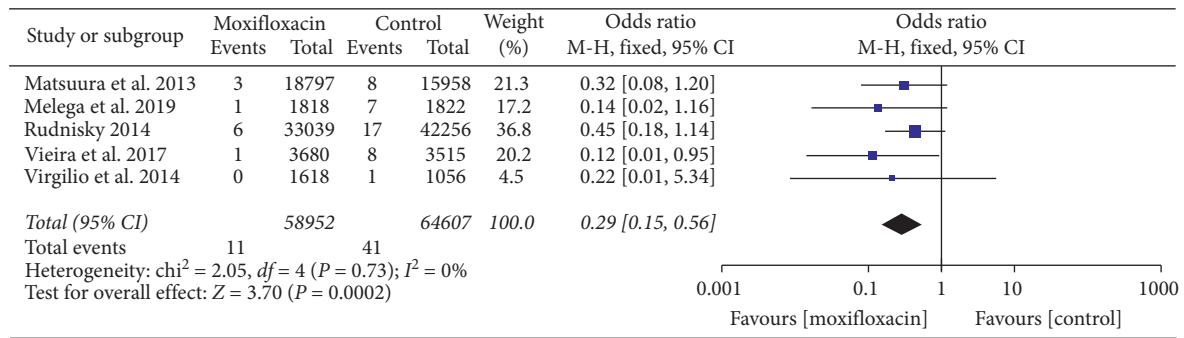 Study or subgroup Moxifloxacin Control Weight Odds ratio Odds ratio
Events Total Events Total (%) M-H, fixed, 95% CI M-H, fixed, 95% CI
Matsuura et al. 2013 3 18797 8 15958 21.3 0.32 [0.08, 1.20]
Melega et al. 2019 1 1818 7 1822 17.2 0.14 [0.02, 1.16]
Rudnisky 2014 6 33039 17 42256 36.8 0.45 [0.18, 1.14]
Vieira et al. 2017 1 3680 8 3515 20.2 0.12 [0.01, 0.95]
Virgilio et al. 2014 0 1618 1 1056 4.5 0.22 [0.01, 5.34]
Total (95% CI) 58952 64607 100.0 0.29 [0.15, 0.56]
Total events 11 41
Heterogeneity: chi² = 2.05, df = 4 (P = 0.73); I² = 0%
Test for overall effect: Z = 3.70 (P = 0.0002)
0.001 0.1 1 10 1000
Favours [moxifloxacin] Favours [control]